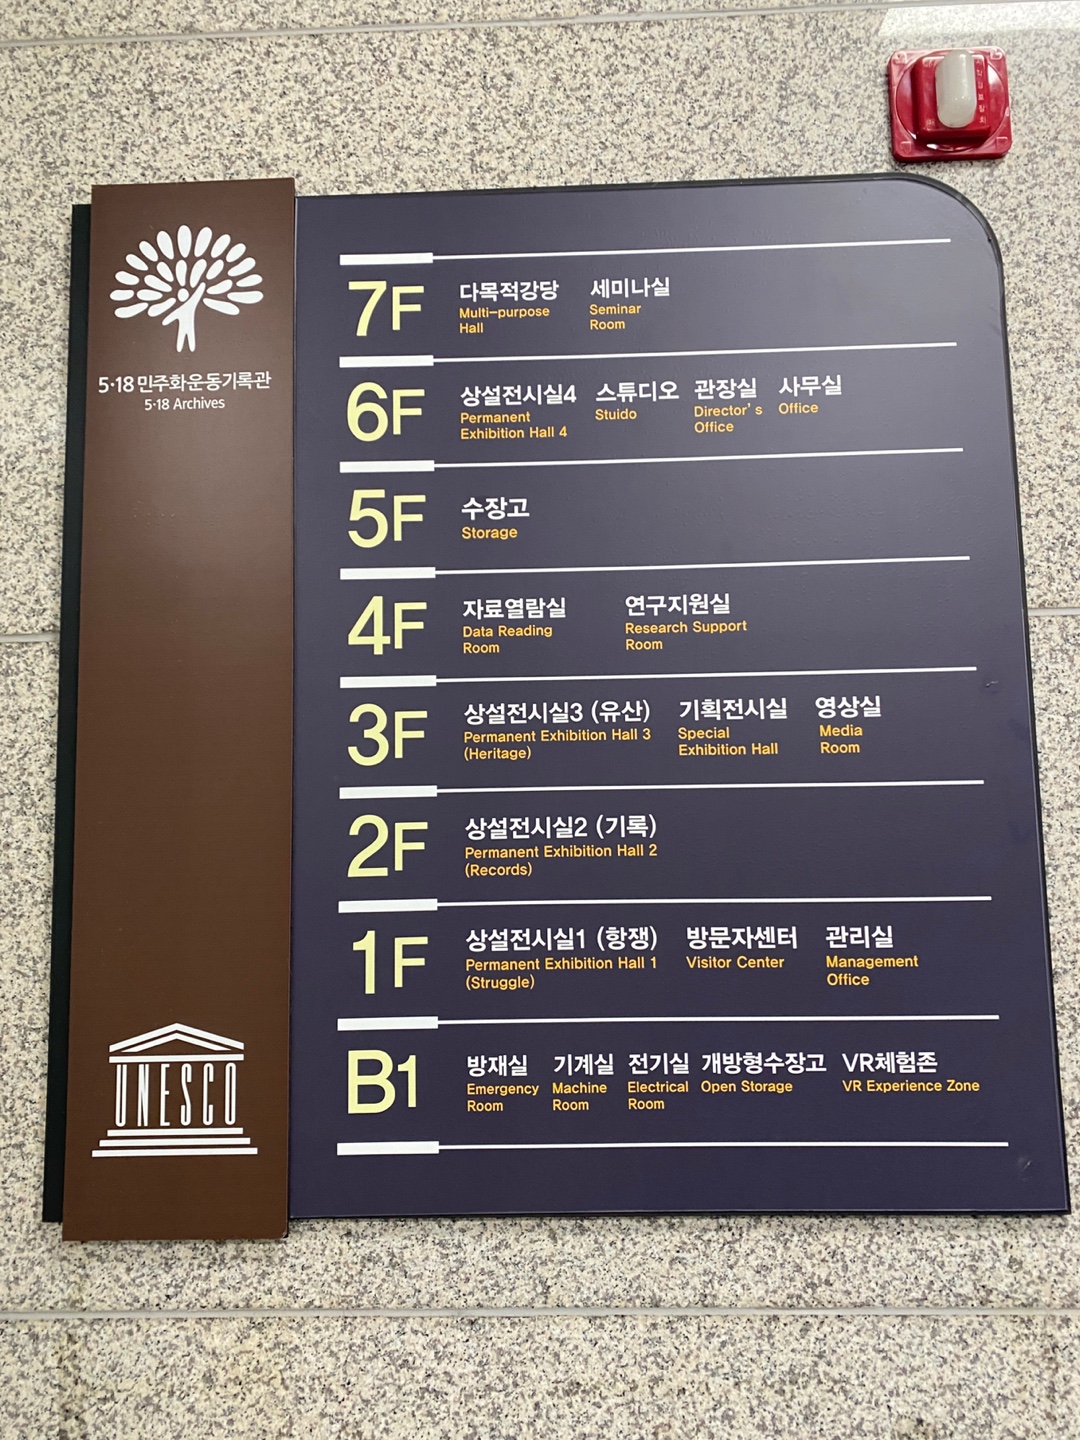 5·18 민주화운동기록관
5·18 Archives
UNESCO
7F
다목적강당 세미나실
Multi-purpose Hall Seminar Room
6F
상설전시실4 스튜디오 관장실 사무실
Permanent Exhibition Hall 4 Stuido Director's Office Office
5F
수장고
Storage
4F
자료열람실 연구지원실
Data Reading Room Research Support Room
3F
상설전시실3 (유산) 기획전시실 영상실
Permanent Exhibition Hall 3 (Heritage) Special Exhibition Hall Media Room
2F
상설전시실2 (기록)
Permanent Exhibition Hall 2
(Records)
1F
상설전시실1 (항쟁) 방문자센터 관리실
Permanent Exhibition Hall 1 (Struggle) Visitor Center Management Office
B1
방재실 기계실 전기실 개방형수장고 VR체험존
Emergency Room Machine Room Electrical Room Open Storage VR Experience Zone